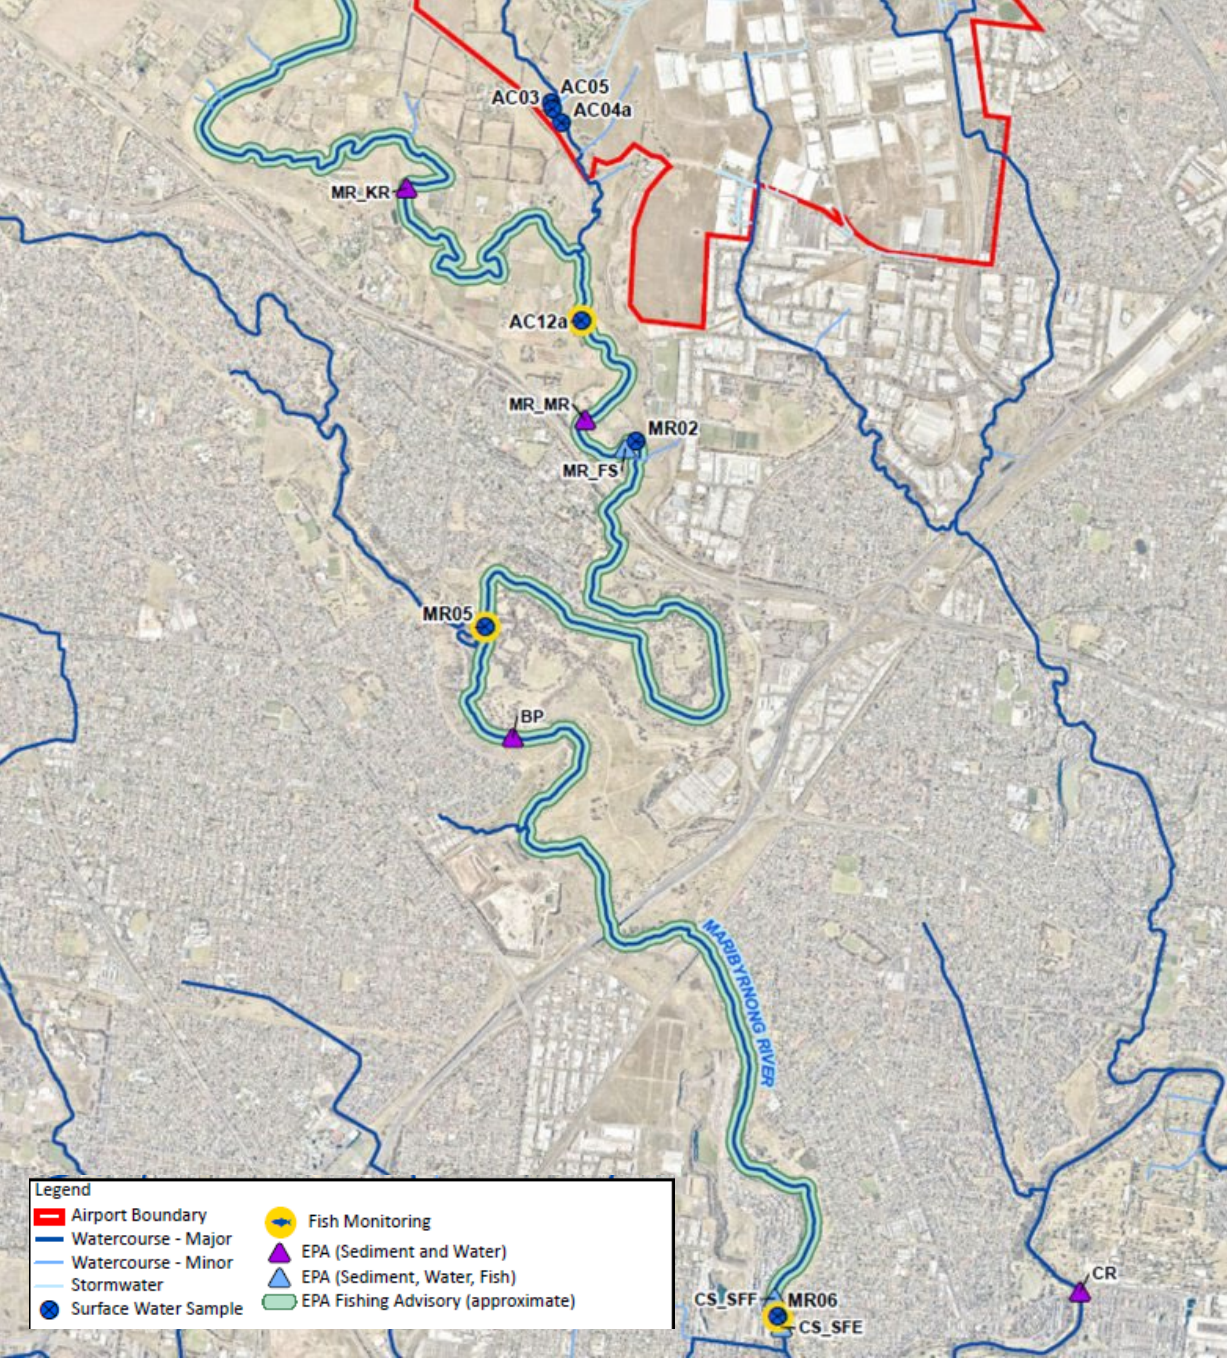 AC05
AC03
AC04a
MR_KR
AC12a
MR_MR
MR02
MR_FS
MR05
BP
MARIBYRNONG RIVER
CR
CS_SFF
MR06
CS_SFE
Legend
Airport Boundary
Watercourse - Major
Watercourse - Minor
Stormwater
Surface Water Sample
Fish Monitoring
EPA (Sediment and Water)
EPA (Sediment, Water, Fish)
EPA Fishing Advisory (approximate)